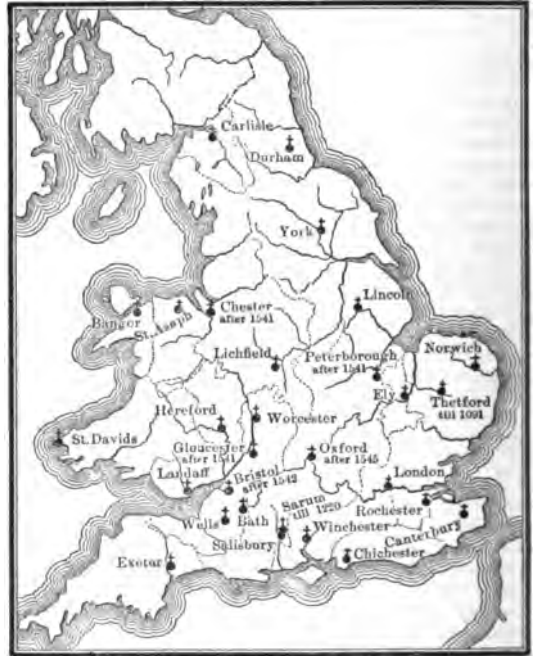 Carlisle
Durham
York
Lincoln
Bangor
St. Asaph
Chester
after 1541
Lichfield
Peterborough
after 1541
Norwich
Ely
Thetford
till 1091
Hereford
Worcester
St. Davids
Gloucester
after 1541
Oxford
after 1545
Landaff
Bristol
after 1542
London
Rochester
Canterbury
Sarum
till 1220
Wells
Bath
Salisbury
Winchester
Chichester
Exeter